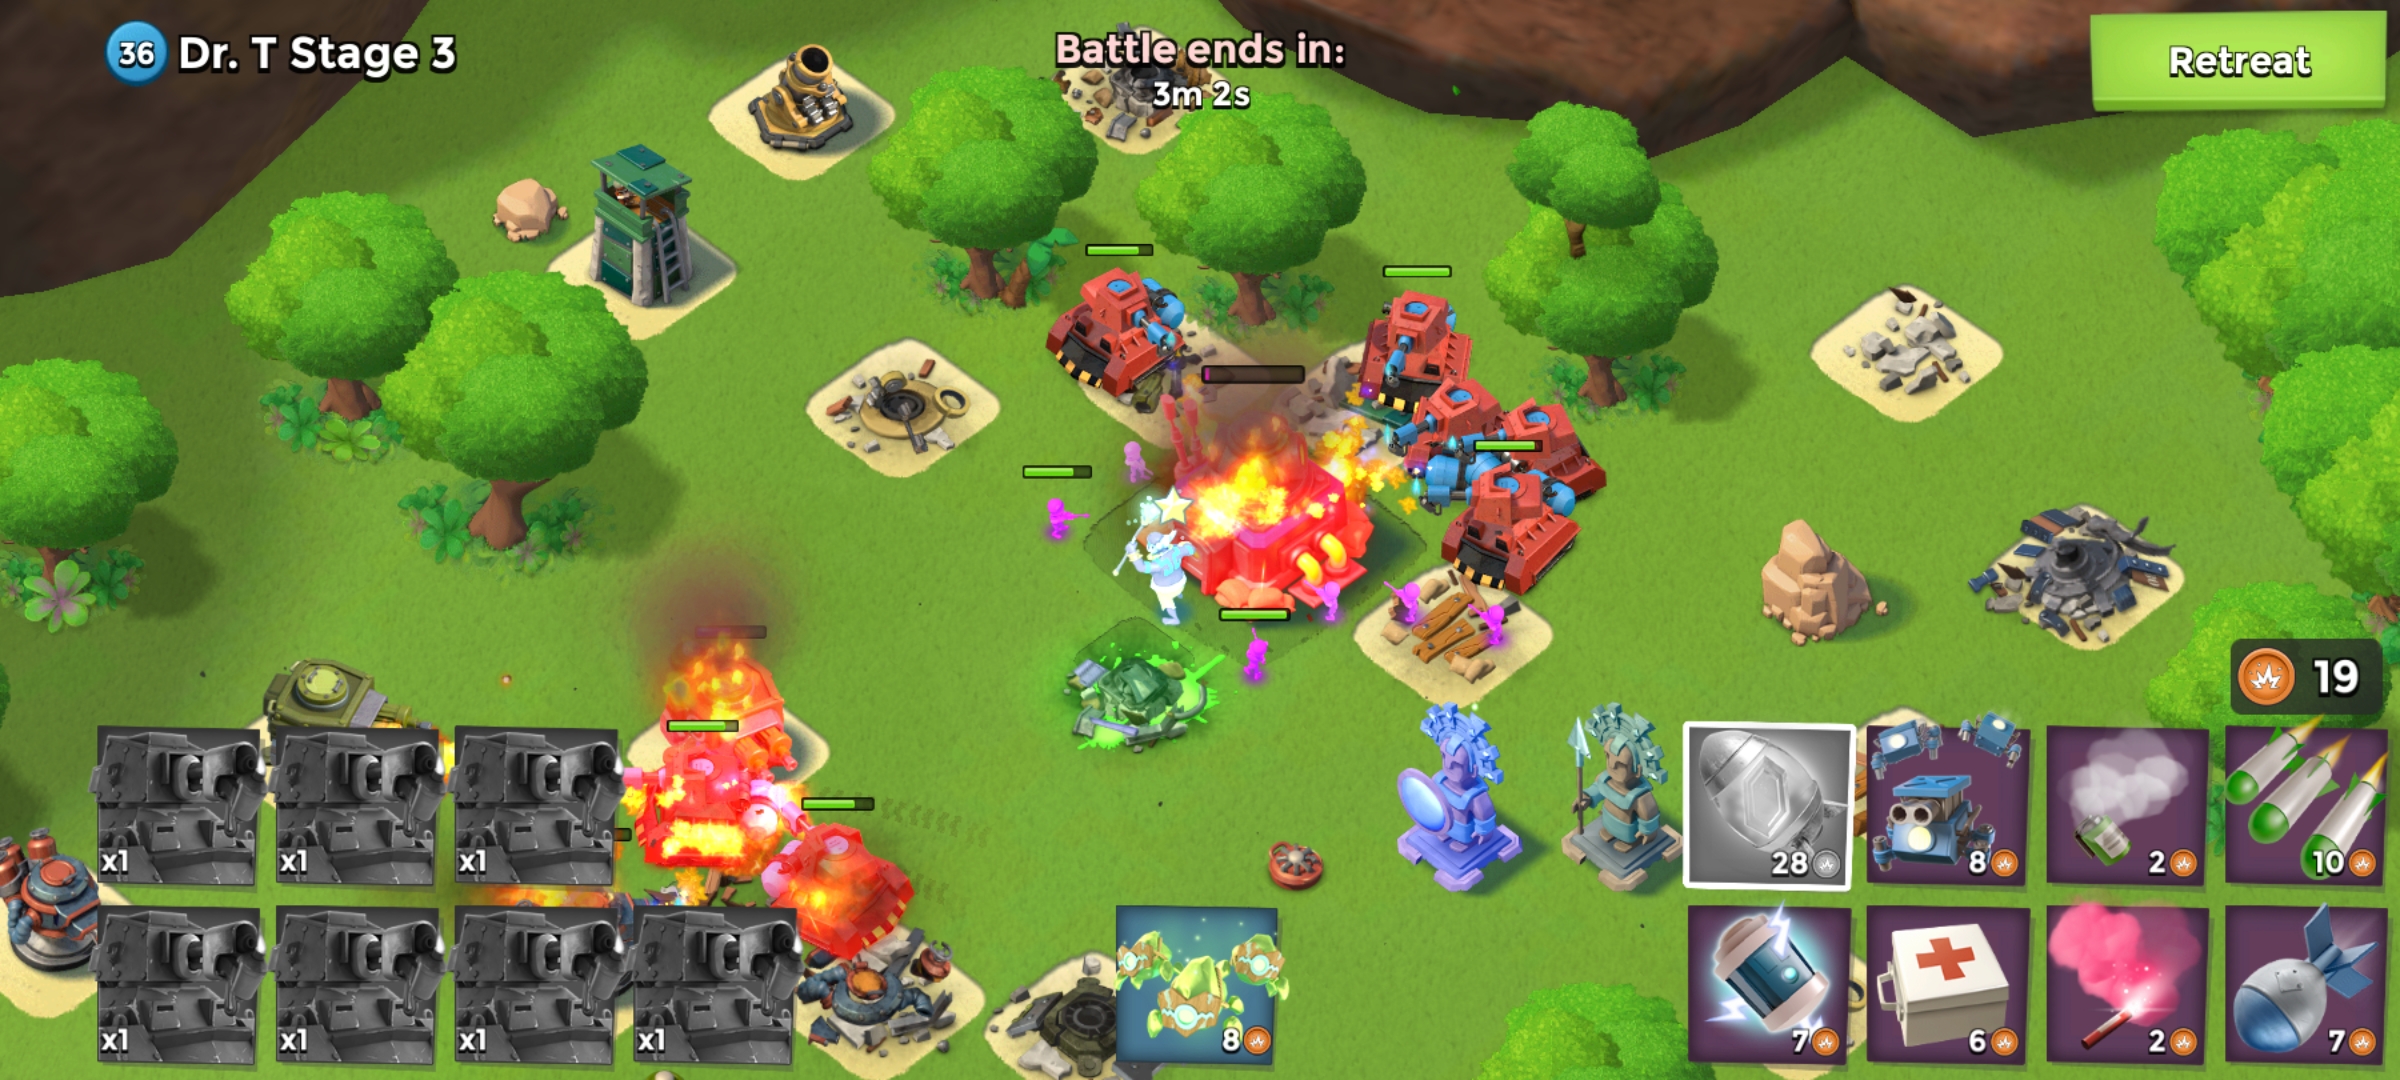 36 Dr. T Stage 3
Battle ends in:
3m 2s
Retreat
19
x1 x1 x1
28 8 2 10
x1 x1 x1 x1
8
7 6 2 7